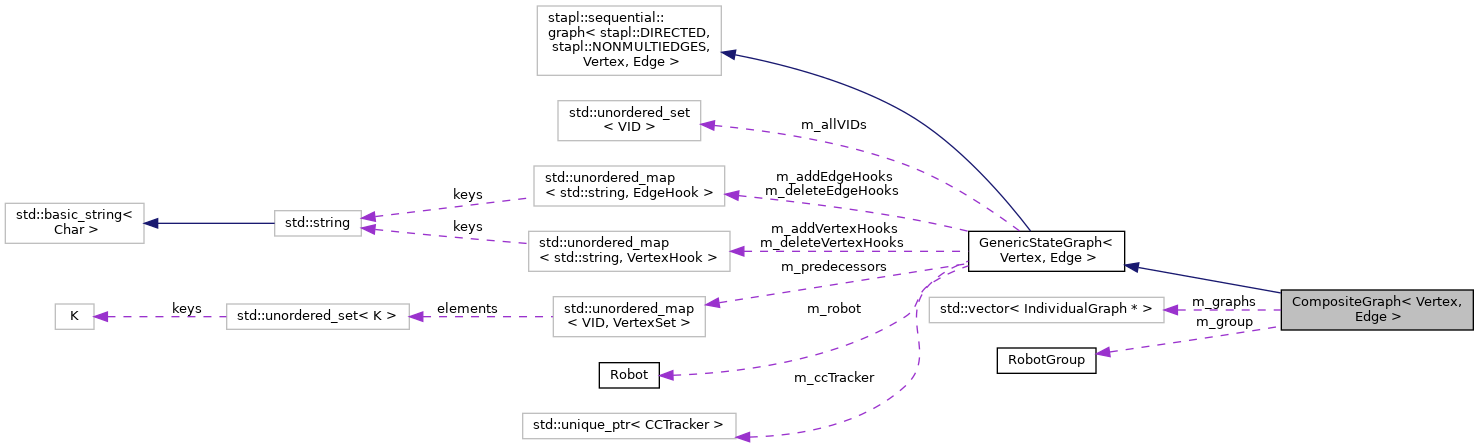 stapl::sequential::
graph< stapl::DIRECTED,
stapl::NONMULTIEDGES,
Vertex, Edge >
std::unordered_set
< VID >
m_allVIDs
std::unordered_map
< std::string, EdgeHook >
m_addEdgeHooks
m_deleteEdgeHooks
keys
std::basic_string<
Char >
std::string
keys
std::unordered_map
< std::string, VertexHook >
m_addVertexHooks
m_deleteVertexHooks
GenericStateGraph<
Vertex, Edge >
m_predecessors
K
keys
std::unordered_set< K >
elements
std::unordered_map
< VID, VertexSet >
m_robot
std::vector< IndividualGraph * >
m_graphs
m_group
CompositeGraph< Vertex,
Edge >
RobotGroup
Robot
m_ccTracker
std::unique_ptr< CCTracker >